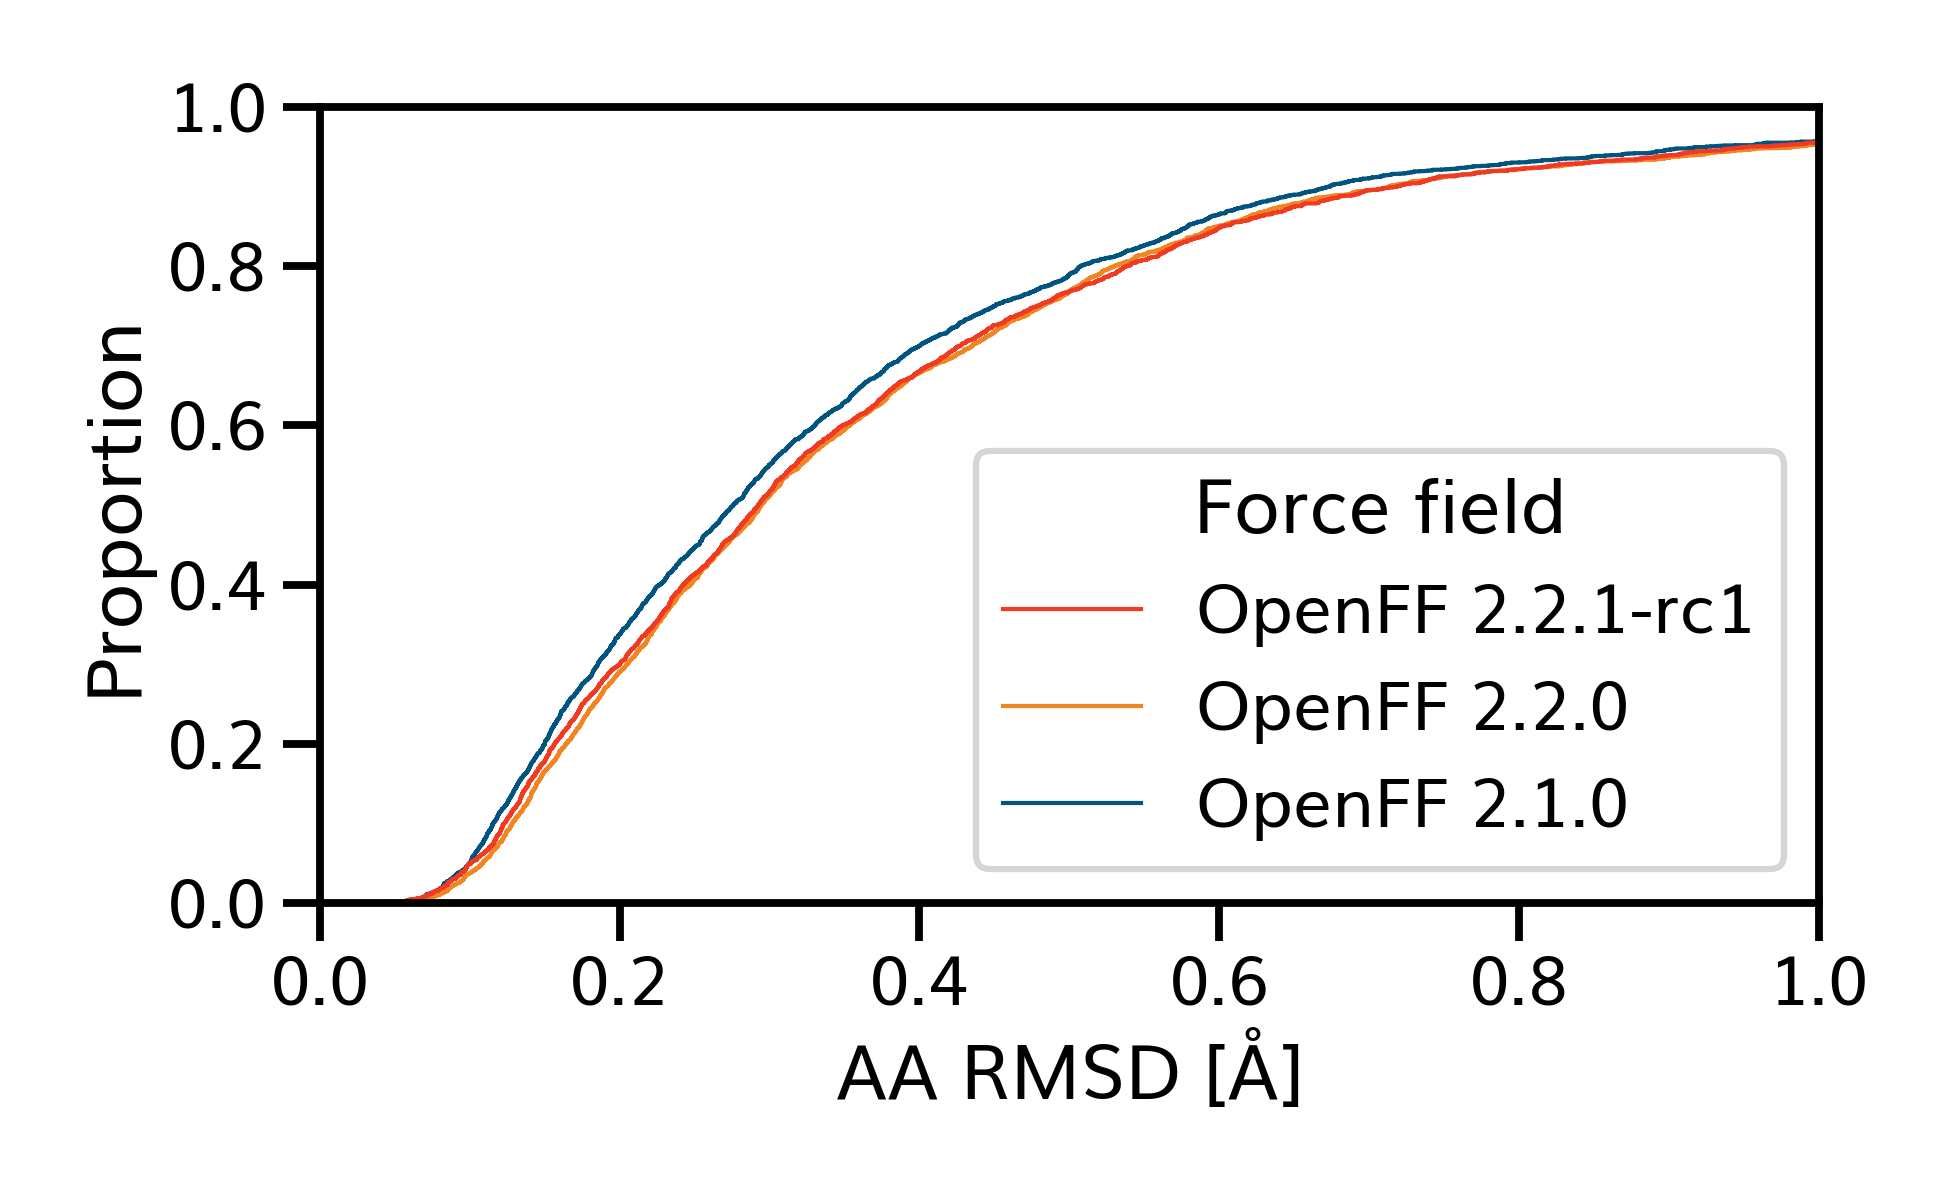 1.0
0.8
0.6
0.4
0.2
0.0
Proportion
0.0 0.2 0.4 0.6 0.8 1.0
AA RMSD [Å]
Force field
OpenFF 2.2.1-rc1
OpenFF 2.2.0
OpenFF 2.1.0